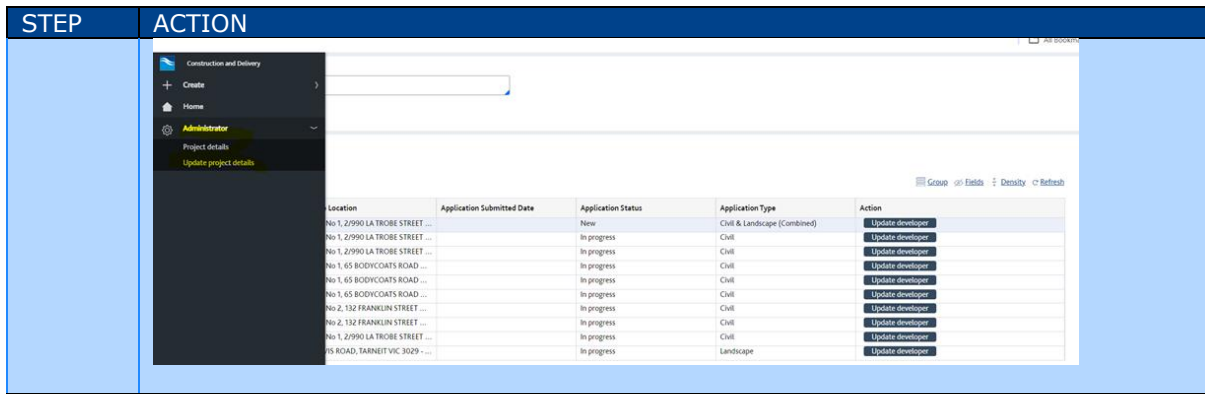 STEP ACTION
All Bookma
Construction and Delivery
Create
Home
Administrator
Project details
Update project details
Group Fields Density Refresh
Location Application Submitted Date Application Status Application Type Action
No 1, 2/990 LA TROBE STREET ... New Civil & Landscape (Combined) Update developer
No 1, 2/990 LA TROBE STREET ... In progress Civil Update developer
No 1, 2/990 LA TROBE STREET ... In progress Civil Update developer
No 1, 65 BODYCOATS ROAD ... In progress Civil Update developer
No 1, 65 BODYCOATS ROAD ... In progress Civil Update developer
No 1, 65 BODYCOATS ROAD ... In progress Civil Update developer
No 2, 132 FRANKLIN STREET ... In progress Civil Update developer
No 2, 132 FRANKLIN STREET ... In progress Civil Update developer
No 1, 2/990 LA TROBE STREET ... In progress Civil Update developer
VIS ROAD, TARNEIT VIC 3029 - ... In progress Landscape Update developer